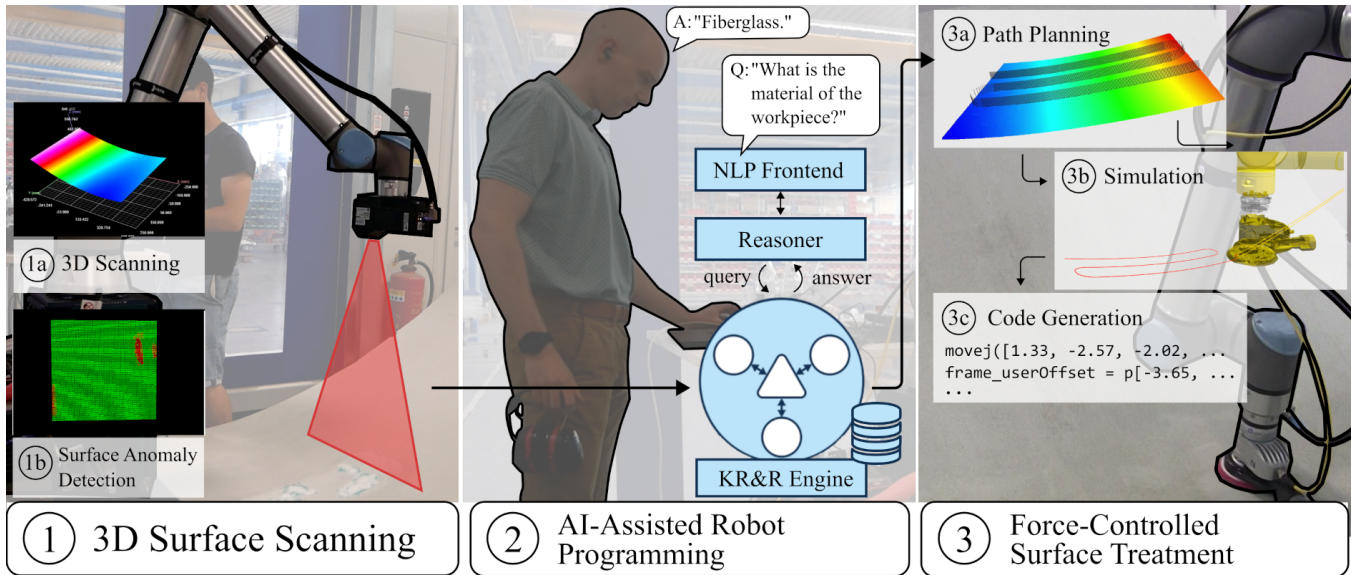 1a 3D Scanning
1b Surface Anomaly
Detection
1 3D Surface Scanning
A: "Fiberglass."
Q: "What is the
material of the
workpiece?"
NLP Frontend
Reasoner
query answer
KR&R Engine
2 AI-Assisted Robot
Programming
3a Path Planning
3b Simulation
3c Code Generation
movej([1.33, -2.57, -2.02, ...
frame_userOffset = p[-3.65, ...
...
3 Force-Controlled
Surface Treatment